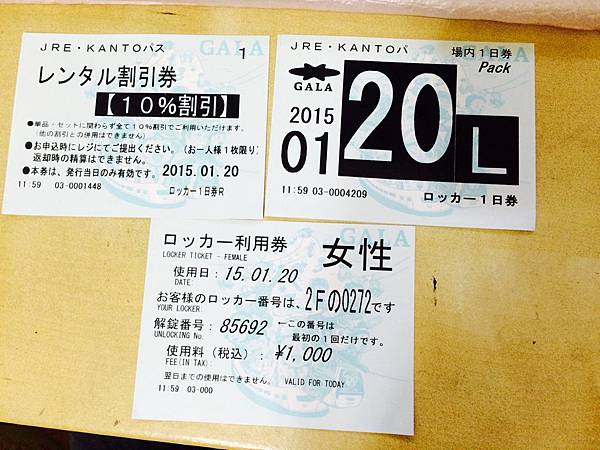 JRE・KANTOパス
GALA
1
レンタル割引券
【10%割引】
●単品・セットに関わらず全て10%割引でご利用いただけます。
(他の割引との併用はできません)
●お申込時にレジにてご提出ください。(お一人様1枚限り)
返却時の精算はできません。
●本券は、発行当日のみ有効です。2015.01.20
11:59 03-0001448
ロッカー1日券R
JRE・KANTOパ
場内1日券
Pack
GALA
2015
01
20
L
11:59 03-0004209
ロッカー1日券
ロッカー利用券
LOCKER TICKET - FEMALE
女性
GALA
使用日:15.01.20
DATE:
お客様のロッカー番号は、2Fの0272です
YOUR LOCKER
解錠番号:85692 ←この番号は
UNLOCKING No. 最初の1回だけです。
使用料(税込):¥1,000
FEE(IN TAX)
翌日までの使用はできません。 VALID FOR TODAY
11:59 03-000